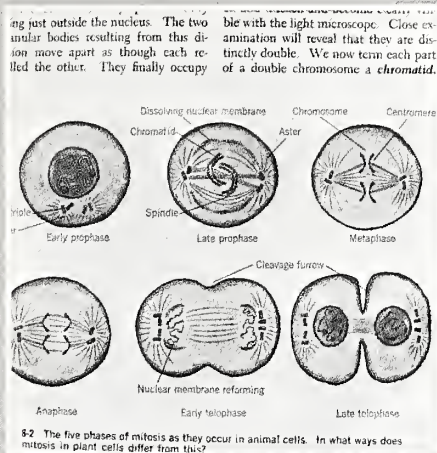 ing just outside the nucleus. The two
anular bodies resulting from this di-
ion move apart as though each re-
lled the other. They finally occupy
ble with the light microscope. Close ex-
amination will reveal that they are dis-
tinctly double. We now term each part
of a double chromosome a chromatid.
Dissolving nuclear membrane
Chromosome
Centromere
Chromatid
Aster
triole
Spindle
Early prophase
Late prophase
Metaphase
Cleavage furrow
Nuclear membrane reforming
Anaphase
Early telophase
Late telophase
8-2 The five phases of mitosis as they occur in animal cells. In what ways does
mitosis in plant cells differ from this?